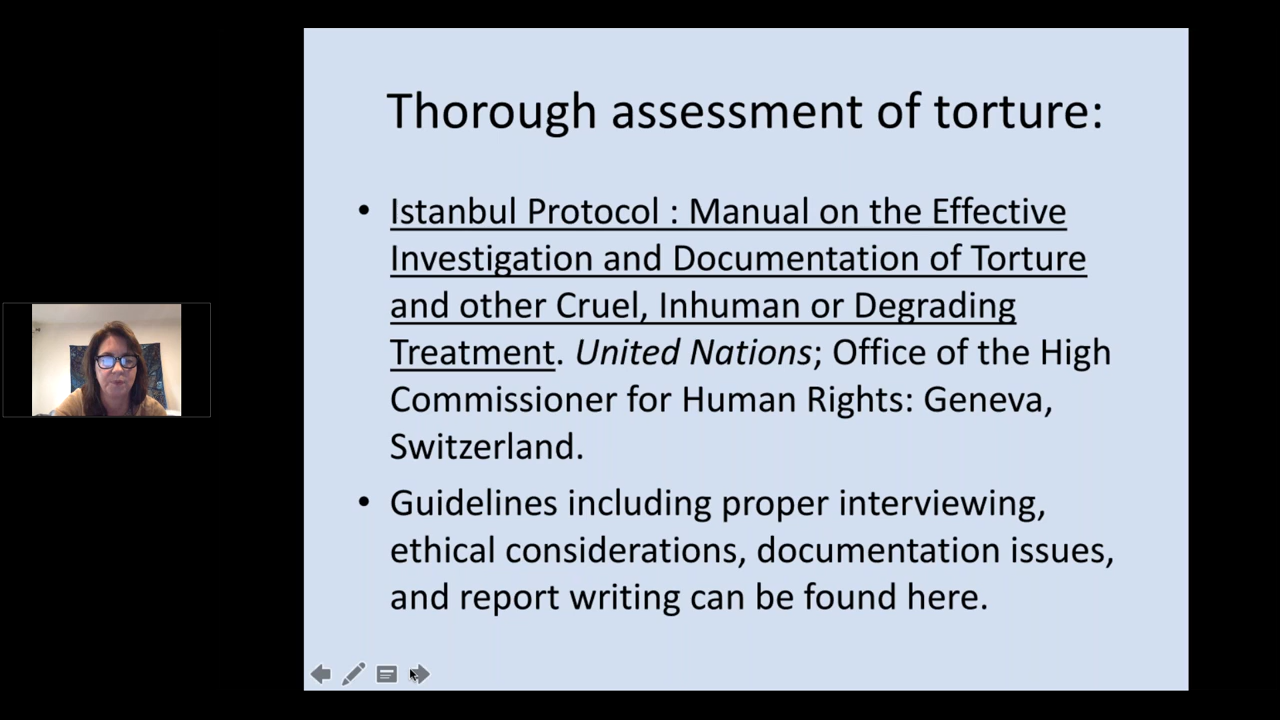 Thorough assessment of torture:
• Istanbul Protocol : Manual on the Effective
Investigation and Documentation of Torture
and other Cruel, Inhuman or Degrading
Treatment. United Nations; Office of the High
Commissioner for Human Rights: Geneva,
Switzerland.
• Guidelines including proper interviewing,
ethical considerations, documentation issues,
and report writing can be found here.